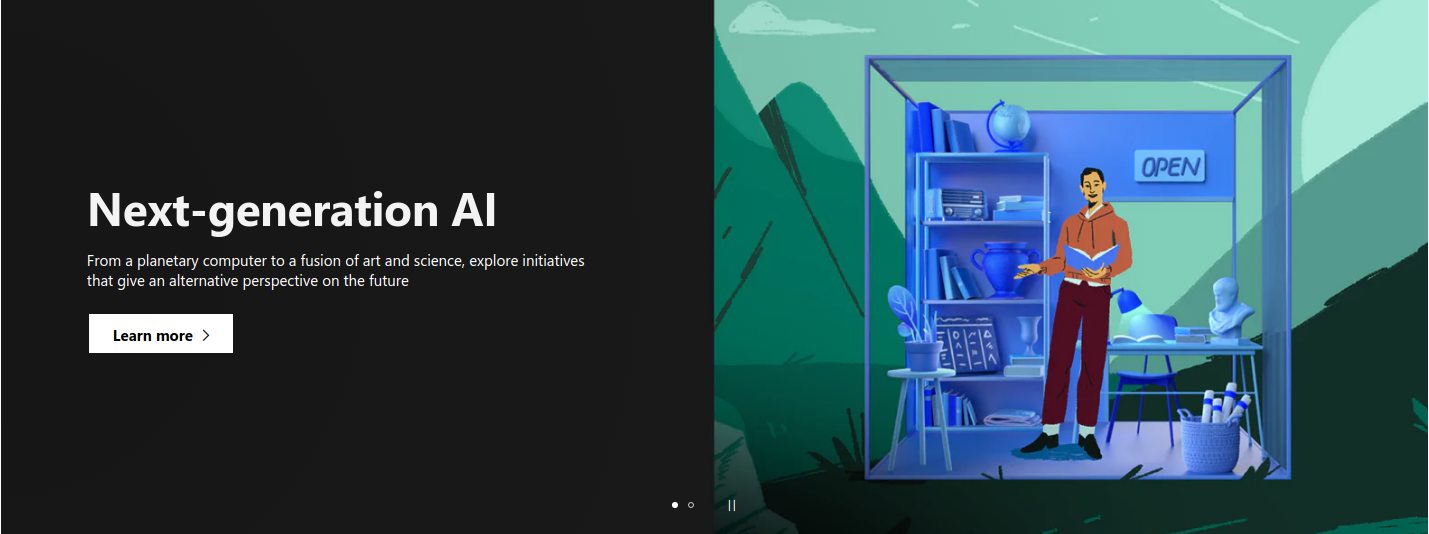 Next-generation AI
From a planetary computer to a fusion of art and science, explore initiatives
that give an alternative perspective on the future
Learn more
OPEN